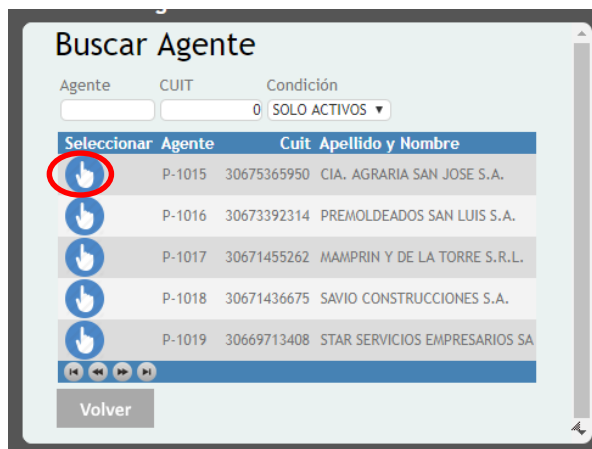 Buscar Agente
Agente CUIT Condición
0 SOLO ACTIVOS
Seleccionar Agente Cuit Apellido y Nombre
P-1015 30675365950 CIA. AGRARIA SAN JOSE S.A.
P-1016 30673392314 PREMOLDEADOS SAN LUIS S.A.
P-1017 30671455262 MAMPRIN Y DE LA TORRE S.R.L.
P-1018 30671436675 SAVIO CONSTRUCCIONES S.A.
P-1019 30669713408 STAR SERVICIOS EMPRESARIOS SA
Volver